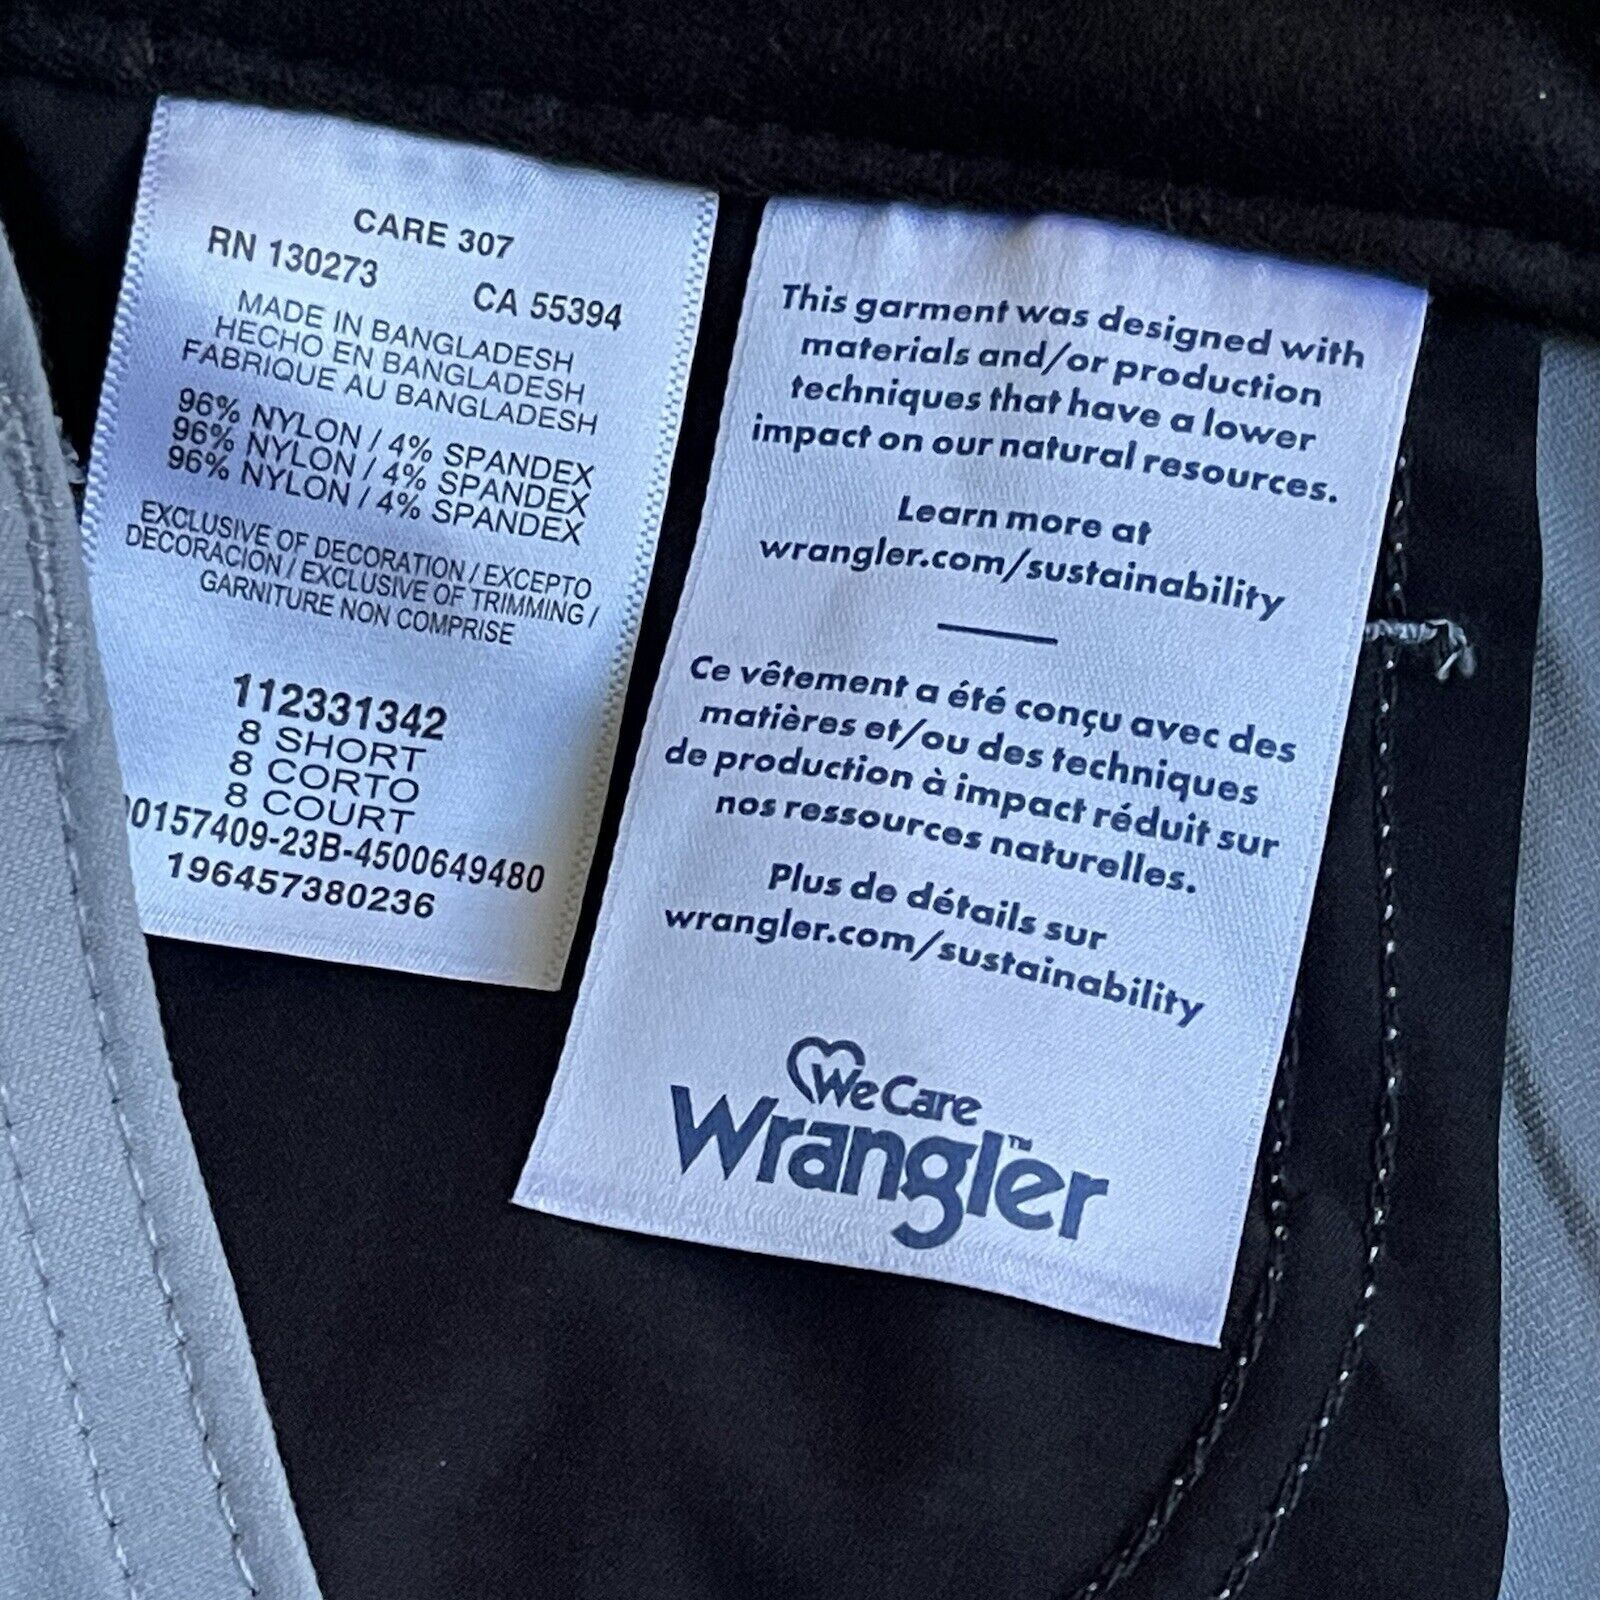 CARE 307
RN 130273 CA 55394
MADE IN BANGLADESH
HECHO EN BANGLADESH
FABRIQUE AU BANGLADESH
96% NYLON / 4% SPANDEX
96% NYLON / 4% SPANDEX
96% NYLON / 4% SPANDEX
EXCLUSIVE OF DECORATION / EXCEPTO
DECORACION / EXCLUSIVE OF TRIMMING /
GARNITURE NON COMPRISE
112331342
8 SHORT
8 CORTO
8 COURT
00157409-23B-4500649480
196457380236
This garment was designed with
materials and/or production
techniques that have a lower
impact on our natural resources.
Learn more at
wrangler.com/sustainability
Ce vêtement a été conçu avec des
matières et/ou des techniques
de production à impact réduit sur
nos ressources naturelles.
Plus de détails sur
wrangler.com/sustainability
We Care
Wrangler™